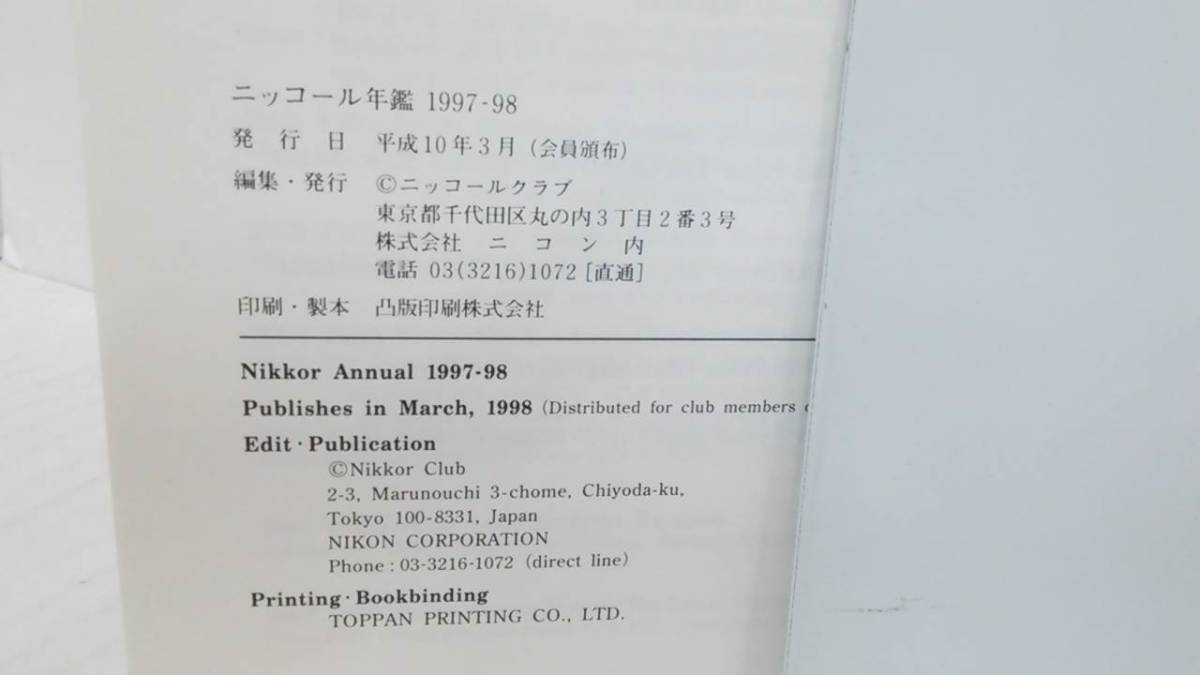 ニッコール年鑑 1997-98
発行日 平成10年3月（会員頒布）
編集・発行 ©ニッコールクラブ
東京都千代田区丸の内3丁目2番3号
株式会社 ニコン内
電話 03(3216)1072［直通］
印刷・製本 凸版印刷株式会社
Nikkor Annual 1997-98
Publishes in March, 1998 (Distributed for club members
Edit・Publication
©Nikkor Club
2-3, Marunouchi 3-chome, Chiyoda-ku,
Tokyo 100-8331, Japan
NIKON CORPORATION
Phone : 03-3216-1072 (direct line)
Printing・Bookbinding
TOPPAN PRINTING CO., LTD.